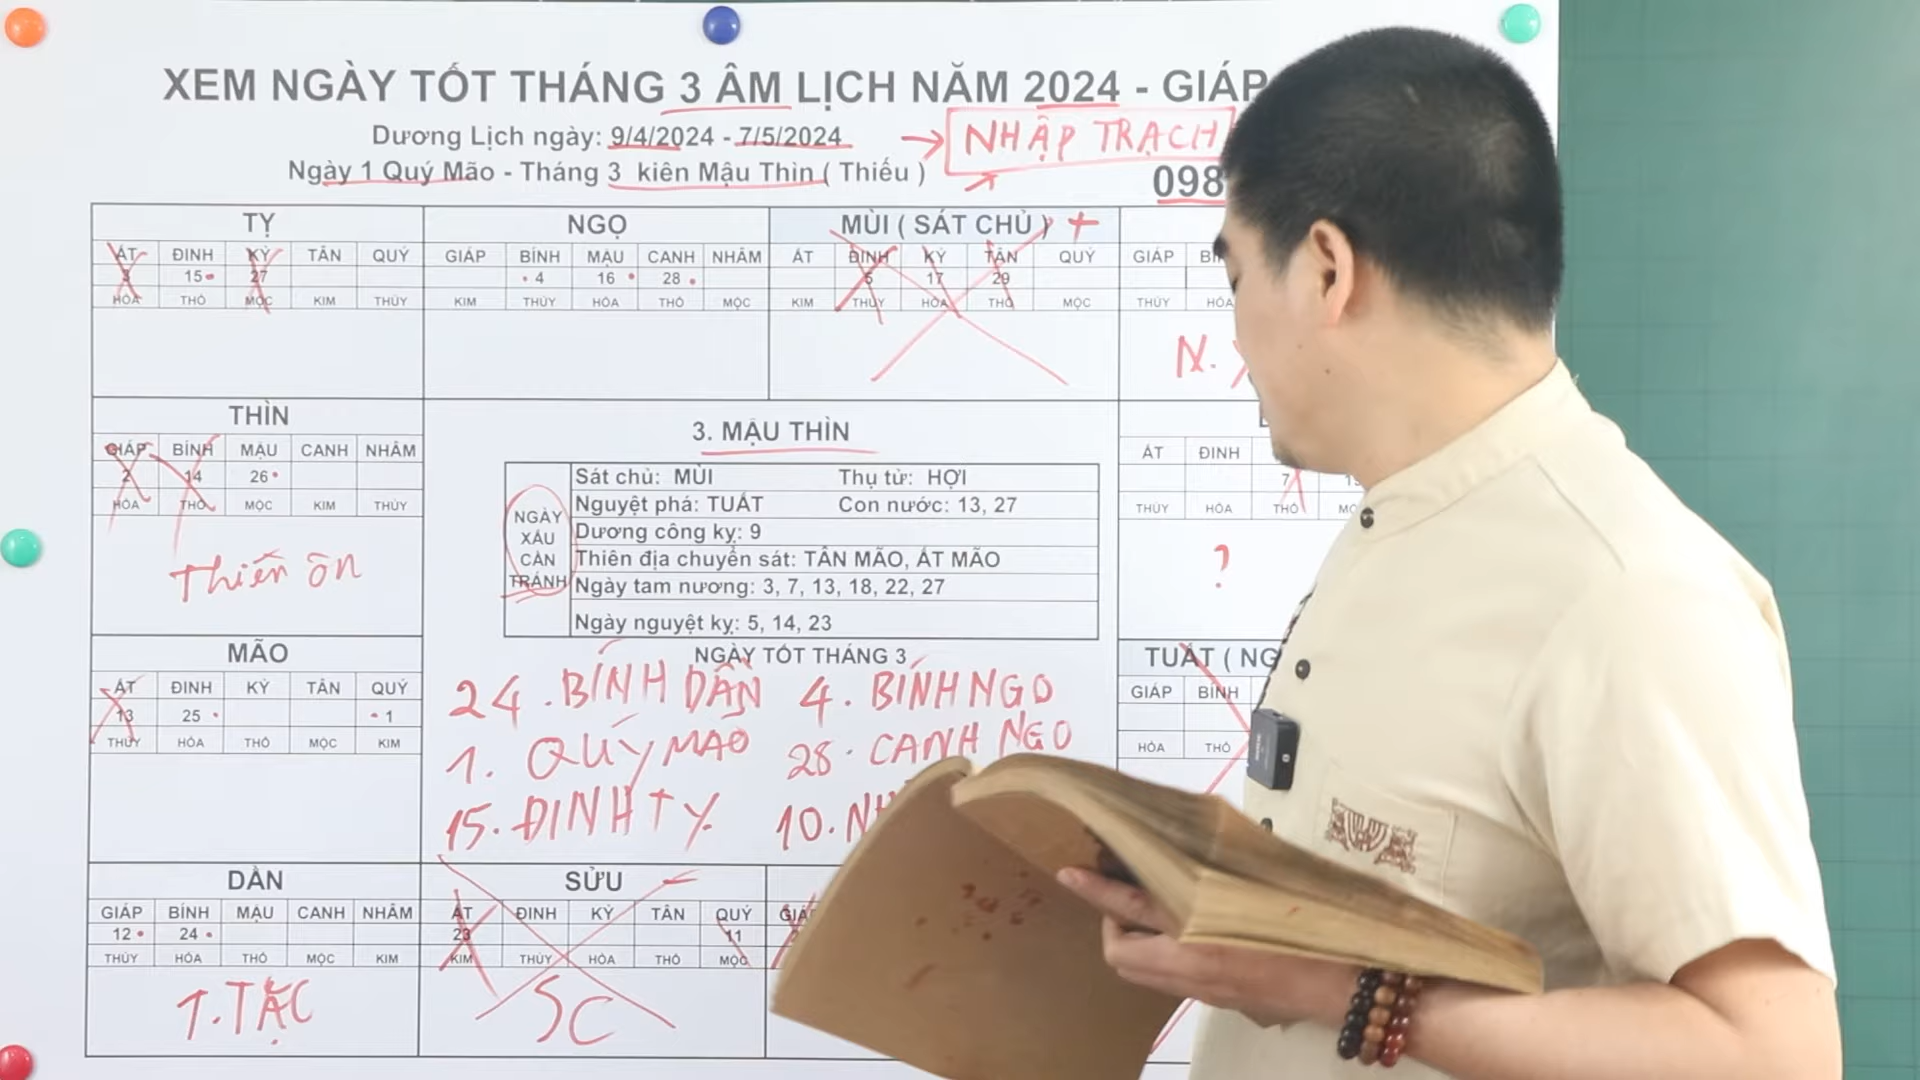 XEM NGÀY TỐT THÁNG 3 ÂM LỊCH NĂM 2024 - GIÁP
Dương Lịch ngày: 9/4/2024 - 7/5/2024
NHẬP TRẠCH
Ngày 1 Quý Mão - Tháng 3 kiên Mậu Thìn ( Thiếu )
098
TỴ
ẤT ĐINH KỶ TÂN QUÝ
3 15 27
HỎA THỔ MỘC KIM THỦY
NGỌ
GIÁP BÍNH MẬU CANH NHÂM
4 16 28
KIM THỦY HỎA THỔ MỘC
MÙI ( SÁT CHỦ )
ẤT ĐINH KỶ TÂN QUÝ
5 17 29
KIM THỦY HỎA THỔ MỘC
GIÁP
THỦY HỎA
N.
THÌN
GIÁP BÍNH MẬU CANH NHÂM
2 14 26
HỎA THỔ MỘC KIM THỦY
Thiên ôn
3. MẬU THÌN
NGÀY XẤU CẦN TRÁNH
Sát chủ: MÙI Thụ tử: HỢI
Nguyệt phá: TUẤT Con nước: 13, 27
Dương công kỵ: 9
Thiên địa chuyển sát: TÂN MÃO, ẤT MÃO
Ngày tam nương: 3, 7, 13, 18, 22, 27
Ngày nguyệt kỵ: 5, 14, 23
ẤT ĐINH
7
THỦY HỎA THỔ
?
MÃO
ẤT ĐINH KỶ TÂN QUÝ
13 25 1
THỦY HỎA THỔ MỘC KIM
NGÀY TỐT THÁNG 3
24. BÍNH DẦN 4. BÍNH NGỌ
1. QUÝ MÃO 28. CANH NGỌ
15. ĐINH TỴ 10.
TUẤT ( NG
GIÁP BÍNH
HỎA THỔ
DẦN
GIÁP BÍNH MẬU CANH NHÂM
12 24
THỦY HỎA THỔ MỘC KIM
T. TẶC
SỬU
ẤT ĐINH KỶ TÂN QUÝ
23 11
KIM THỦY HỎA THỔ MỘC
SC